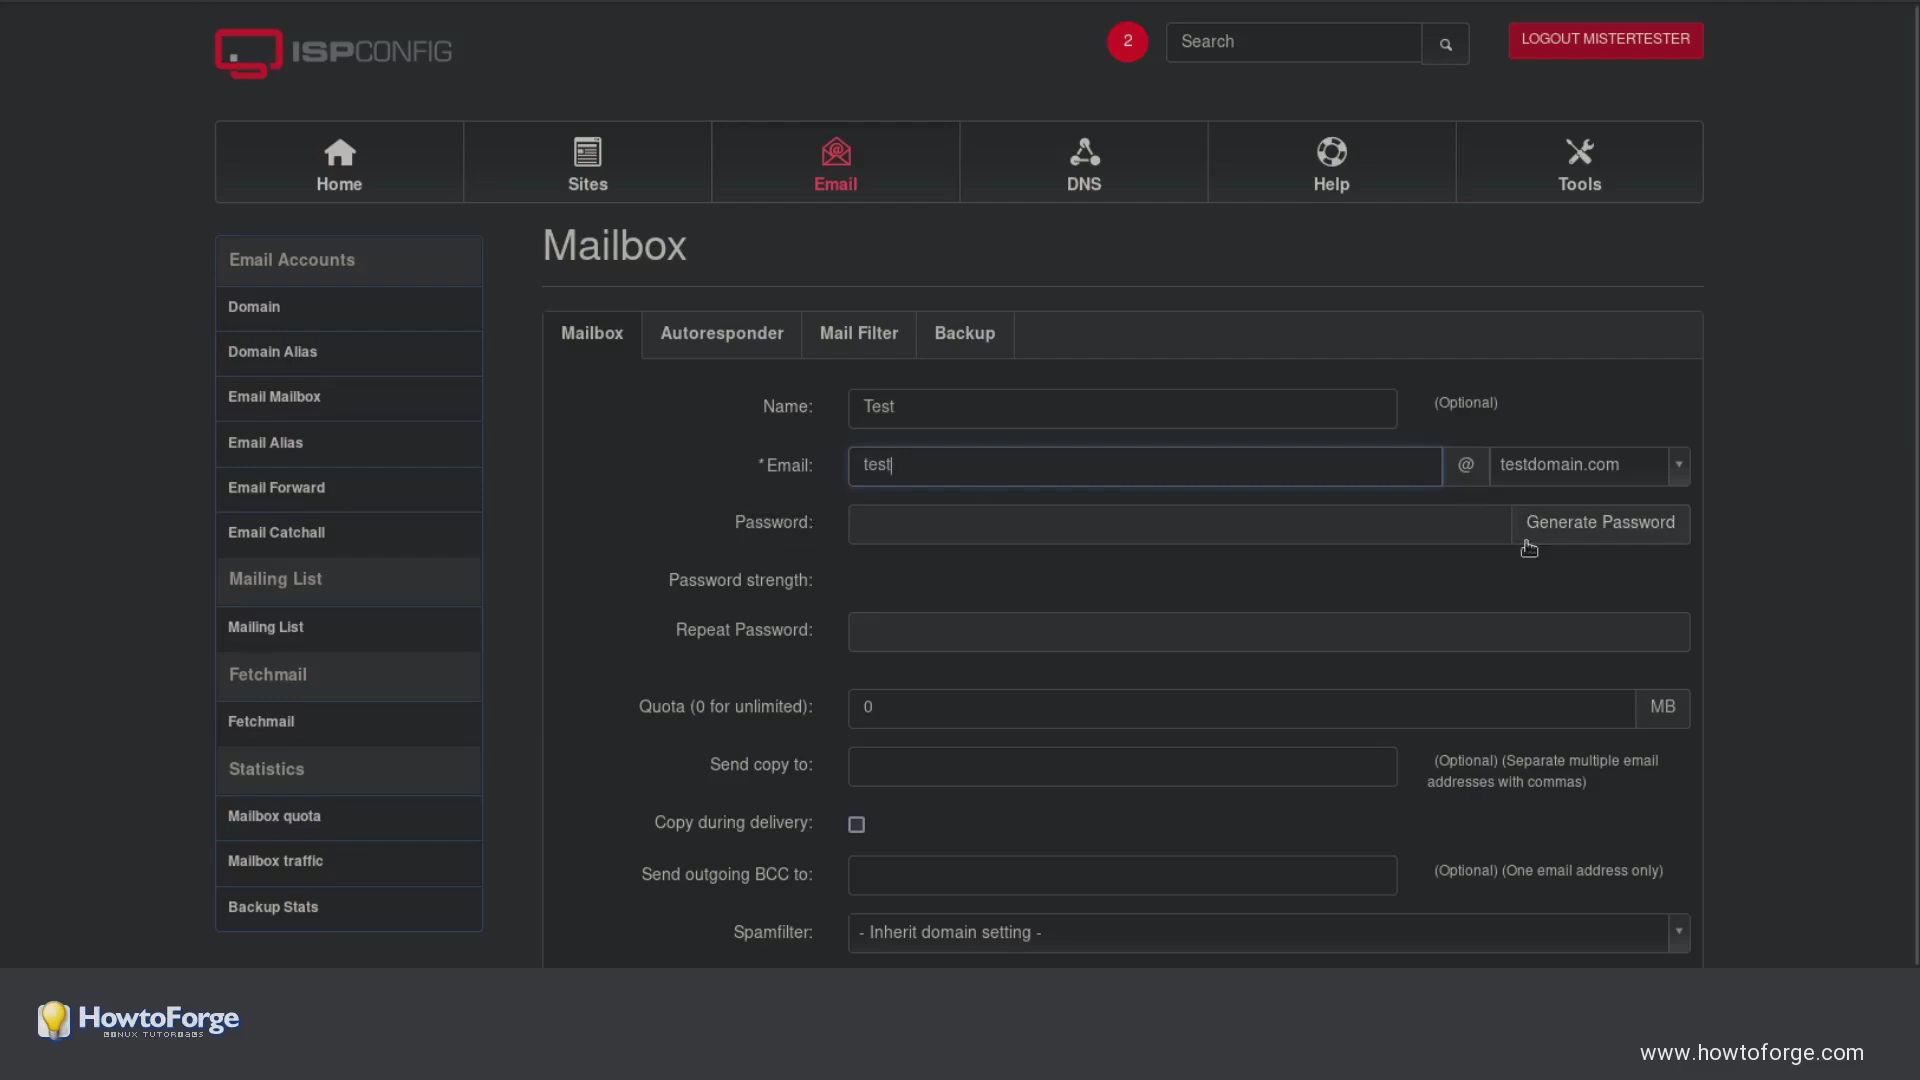 ISPCONFIG
2
Search
LOGOUT MISTERTESTER
Home
Sites
Email
DNS
Help
Tools
Email Accounts
Domain
Domain Alias
Email Mailbox
Email Alias
Email Forward
Email Catchall
Mailing List
Mailing List
Fetchmail
Fetchmail
Statistics
Mailbox quota
Mailbox traffic
Backup Stats
Mailbox
Mailbox
Autoresponder
Mail Filter
Backup
Name:
Test
(Optional)
*Email:
test
@
testdomain.com
Password:
Generate Password
Password strength:
Repeat Password:
Quota (0 for unlimited):
0
MB
Send copy to:
(Optional) (Separate multiple email
addresses with commas)
Copy during delivery:
Send outgoing BCC to:
(Optional) (One email address only)
Spamfilter:
- Inherit domain setting -
HowtoForge
LINUX TUTORIALS
www.howtoforge.com